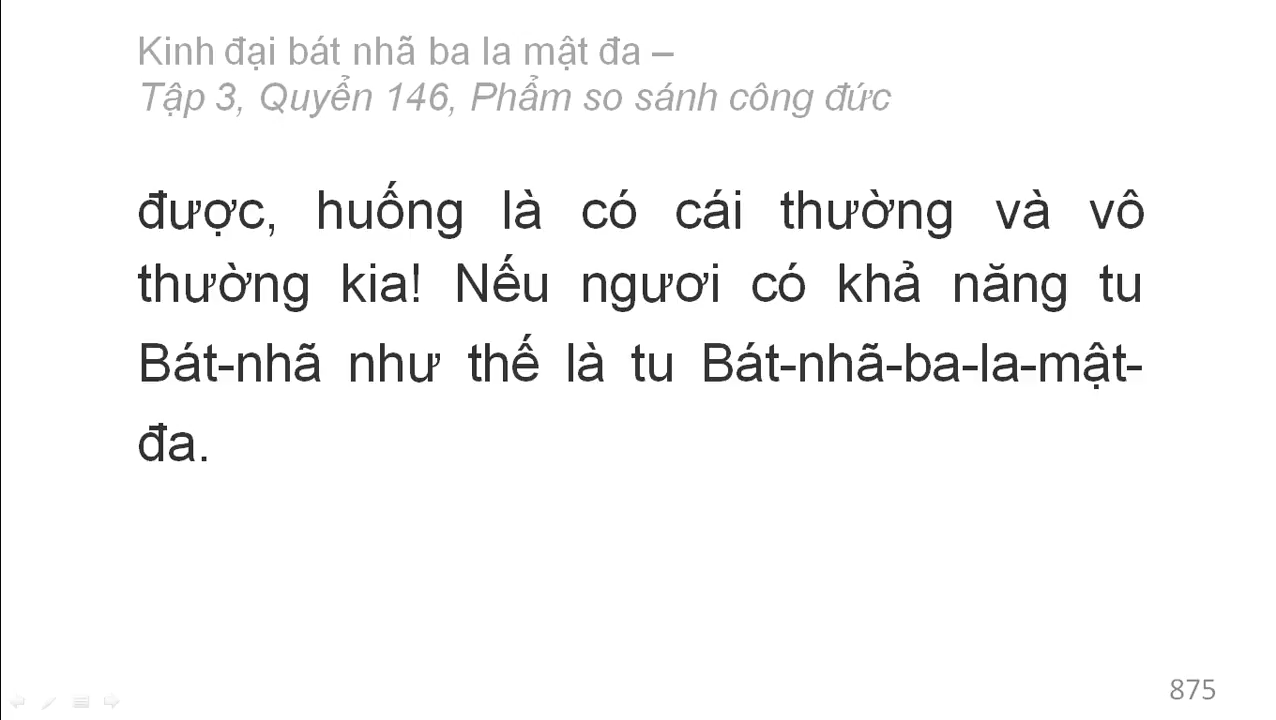 Kinh đại bát nhã ba la mật đa –
Tập 3, Quyển 146, Phẩm so sánh công đức
được, huống là có cái thường và vô
thường kia! Nếu ngươi có khả năng tu
Bát-nhã như thế là tu Bát-nhã-ba-la-mật-
đa.
875